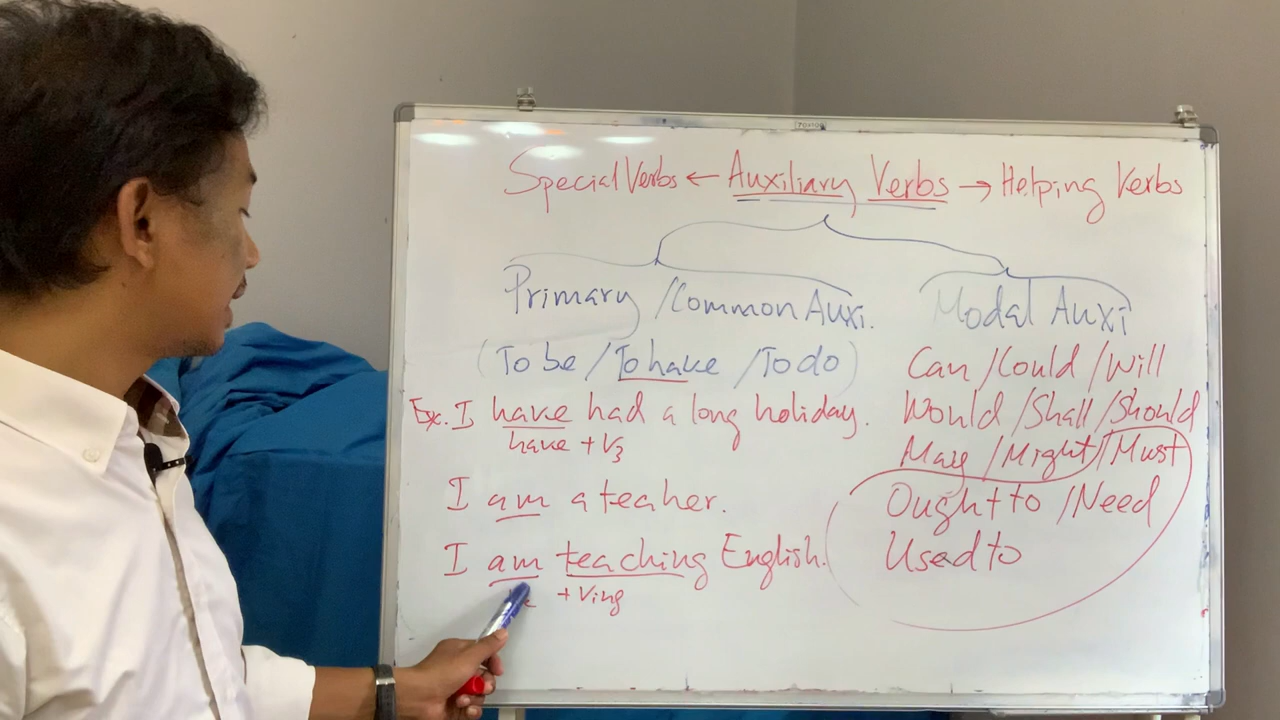 Special Verbs ← Auxiliary Verbs → Helping Verbs
Primary / Common Auxi.
(To be / To have / To do)
Ex. I have had a long holiday.
have + V3
I am a teaher.
I am teaching English.
+ Ving
Modal Auxi
Can / Could / Will
Would / Shall / Should
May / Might / Must
Ought to / Need
Used to